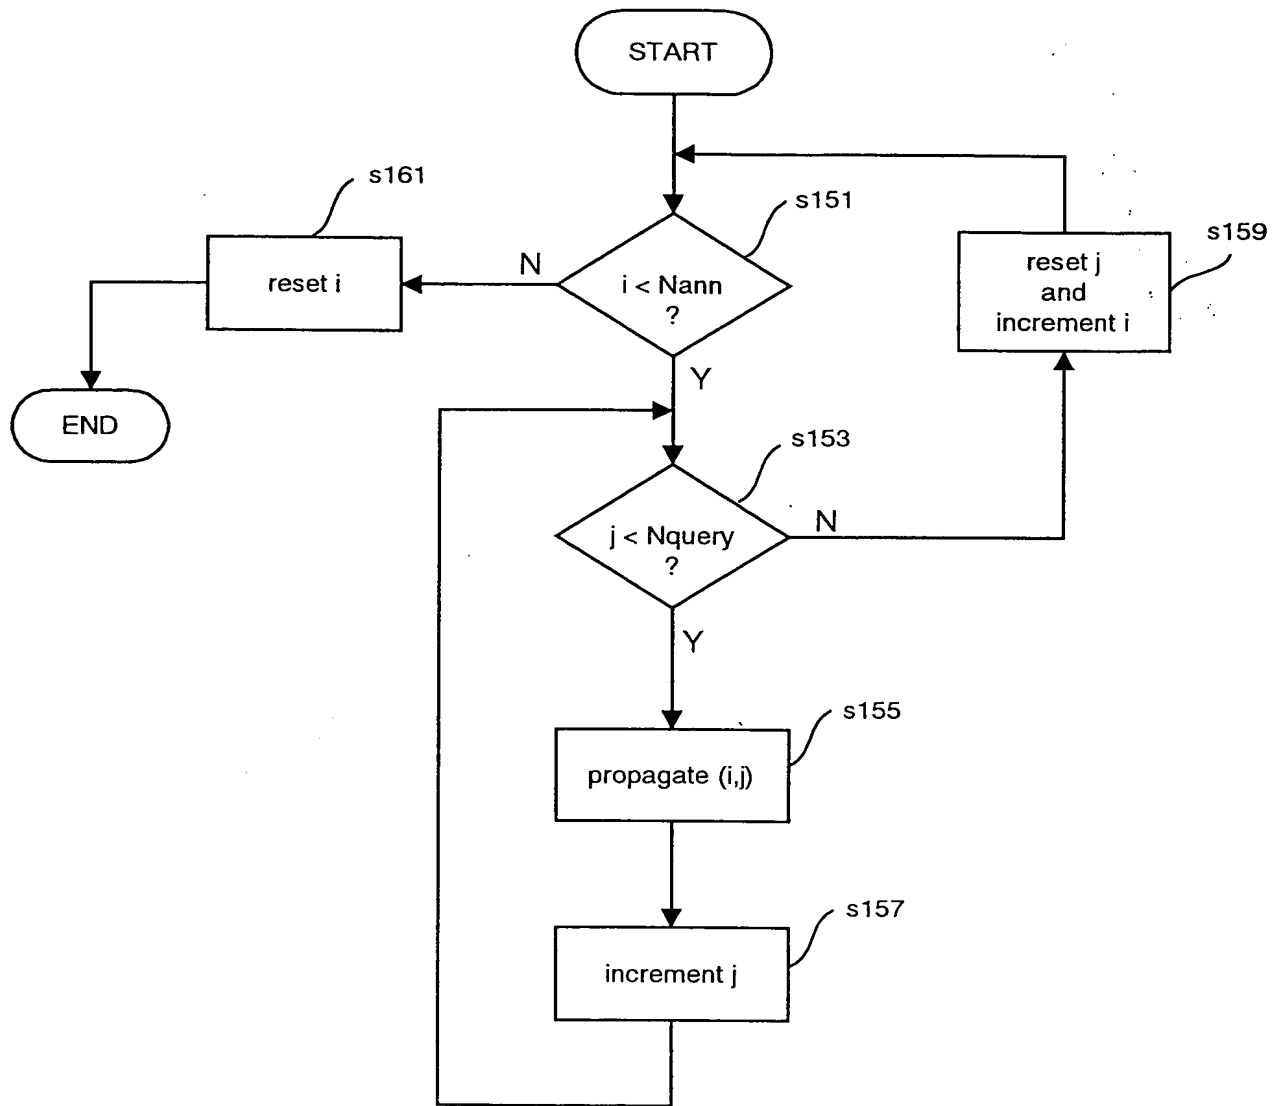 START
s161
s151
s159
reset i
N
i < Nann
?
reset j
and
increment i
Y
END
s153
j < Nquery
?
N
Y
s155
propagate (i,j)
s157
increment j